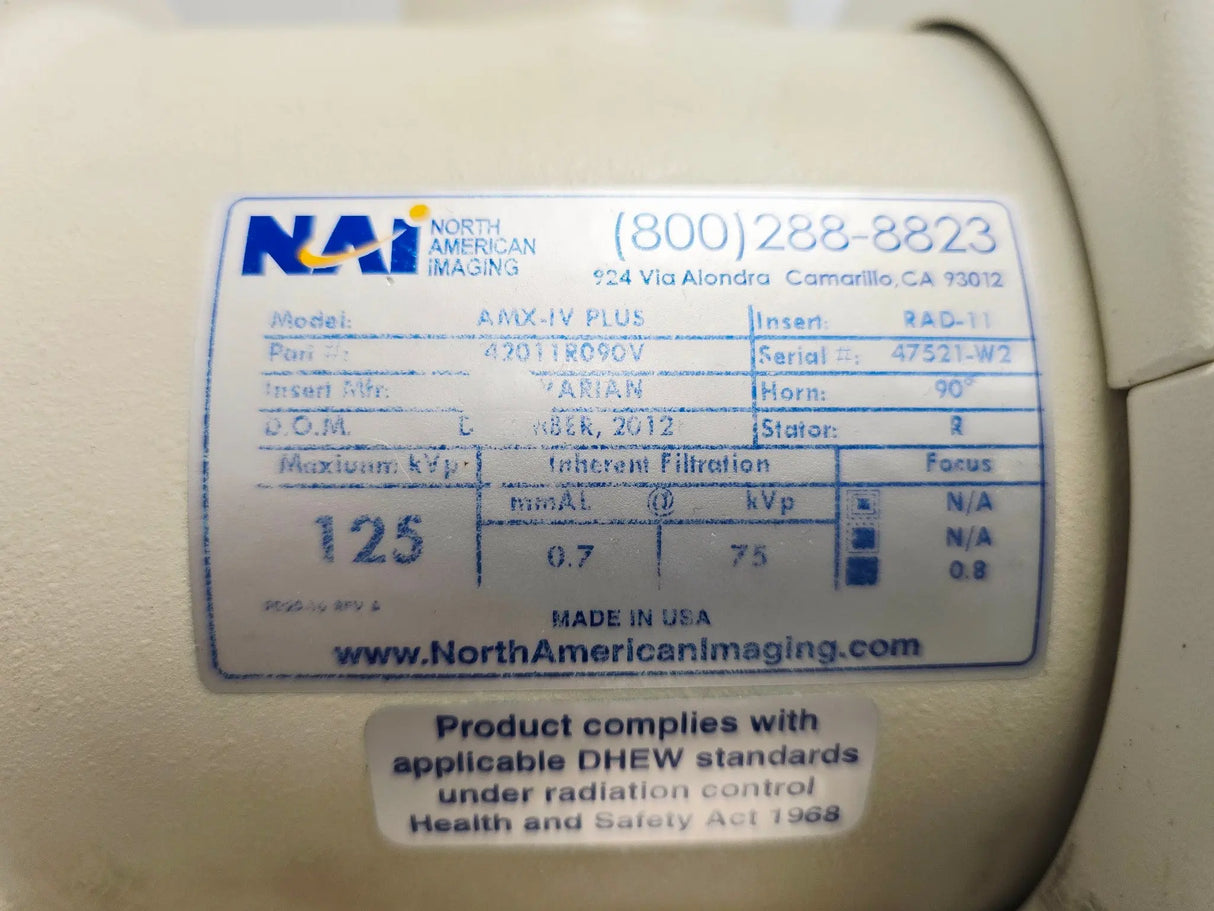 NAi NORTH
AMERICAN
IMAGING
(800)288-8823
924 Via Alondra Camarillo, CA 93012
Model: AMX-IV PLUS Insert: RAD-11
Part #: 42011R090V Serial #: 47521-W2
Insert Mfr: VARIAN Horn: 90°
D.O.M. 2012 Stator: R
Maxiumm kVp Inherent Filtration Focus
mmAL @ kVp N/A
125 0.7 75 N/A
0.8
REV
MADE IN USA
www.NorthAmericanImaging.com
Product complies with
applicable DHEW standards
under radiation control
Health and Safety Act 1968